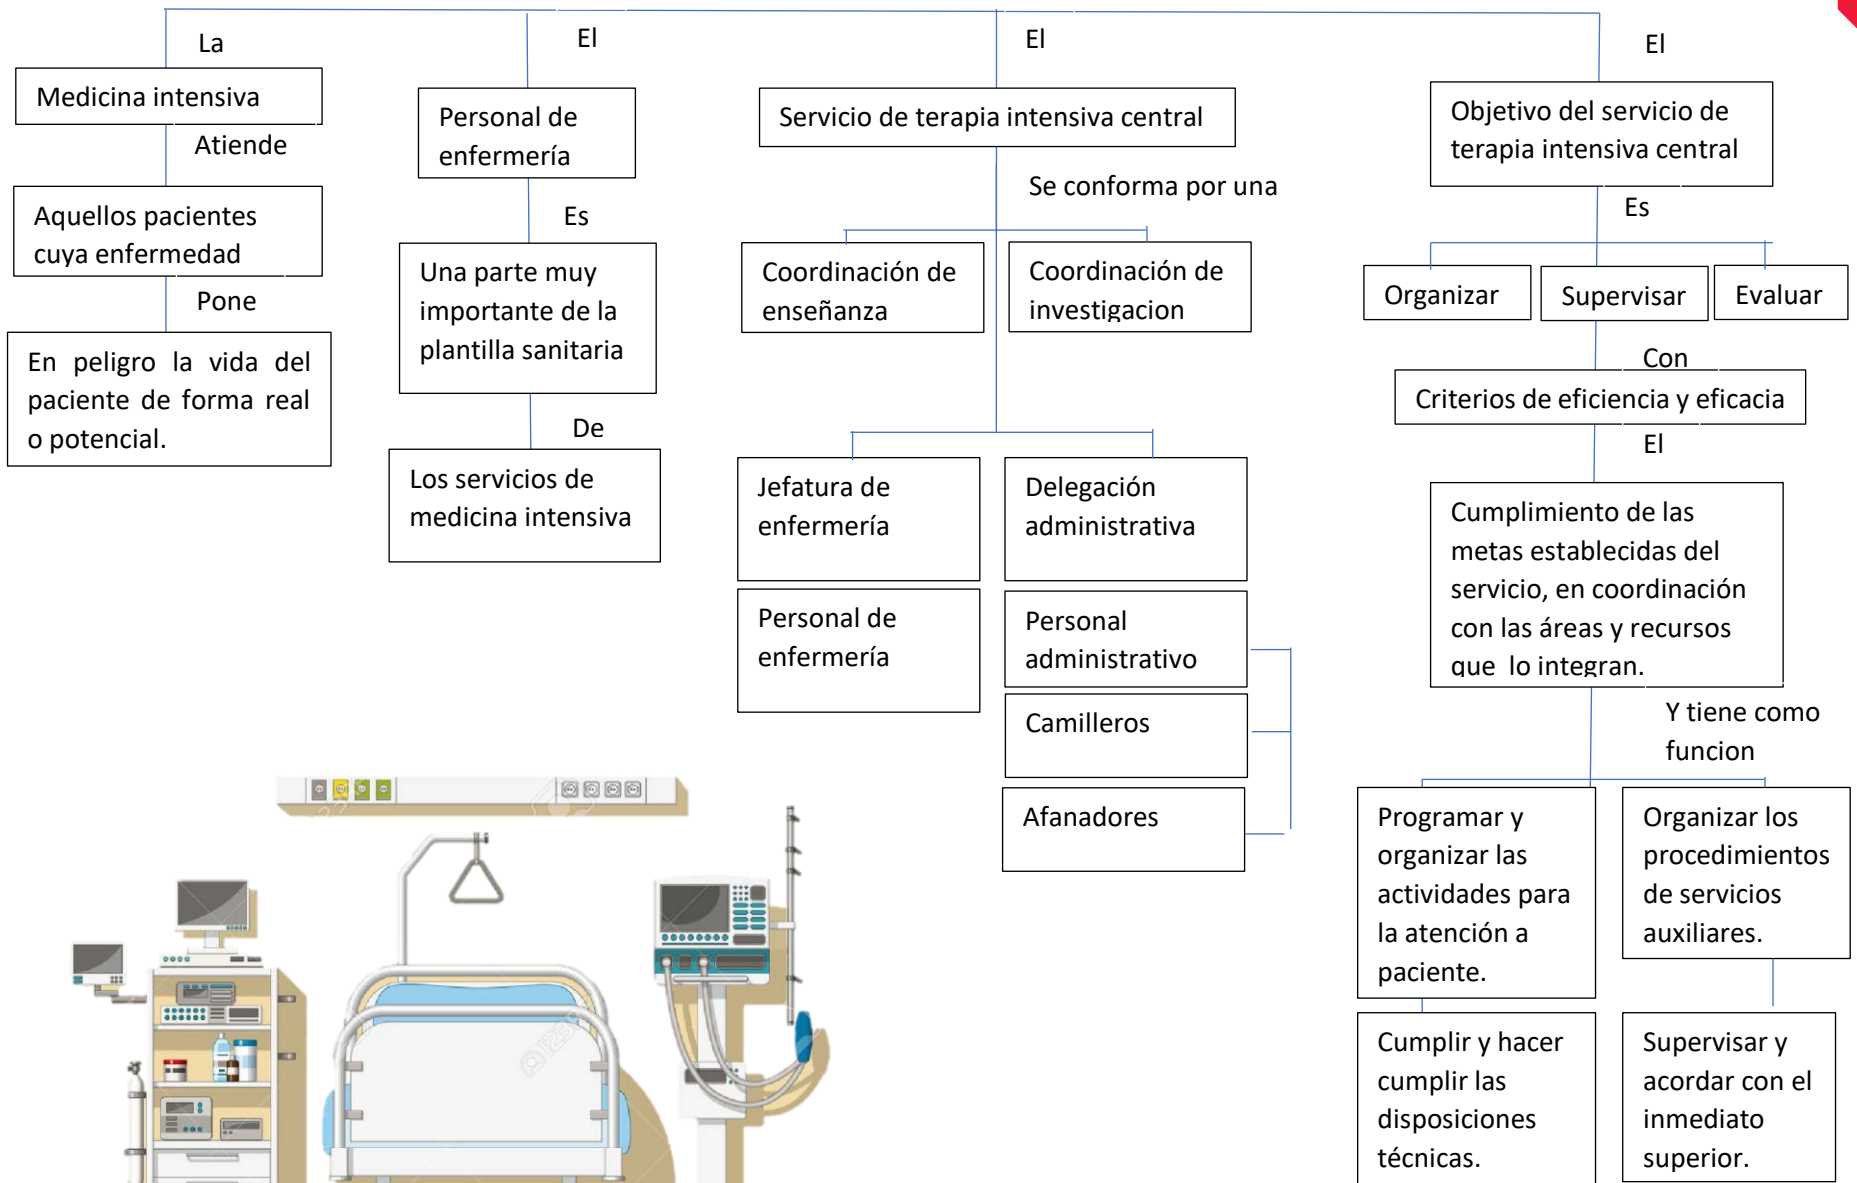 La
Medicina intensiva
Atiende
Aquellos pacientes
cuya enfermedad
Pone
En peligro la vida del
paciente de forma real
o potencial.
El
Personal de
enfermería
Es
Una parte muy
importante de la
plantilla sanitaria
De
Los servicios de
medicina intensiva
El
Servicio de terapia intensiva central
Se conforma por una
Coordinación de
enseñanza
Coordinación de
investigacion
Jefatura de
enfermería
Delegación
administrativa
Personal de
enfermería
Personal
administrativo
Camilleros
Afanadores
El
Objetivo del servicio de
terapia intensiva central
Es
Organizar
Supervisar
Evaluar
Con
Criterios de eficiencia y eficacia
El
Cumplimiento de las
metas establecidas del
servicio, en coordinación
con las áreas y recursos
que lo integran.
Y tiene como
funcion
Programar y
organizar las
actividades para
la atención a
paciente.
Organizar los
procedimientos
de servicios
auxiliares.
Cumplir y hacer
cumplir las
disposiciones
técnicas.
Supervisar y
acordar con el
inmediato
superior.